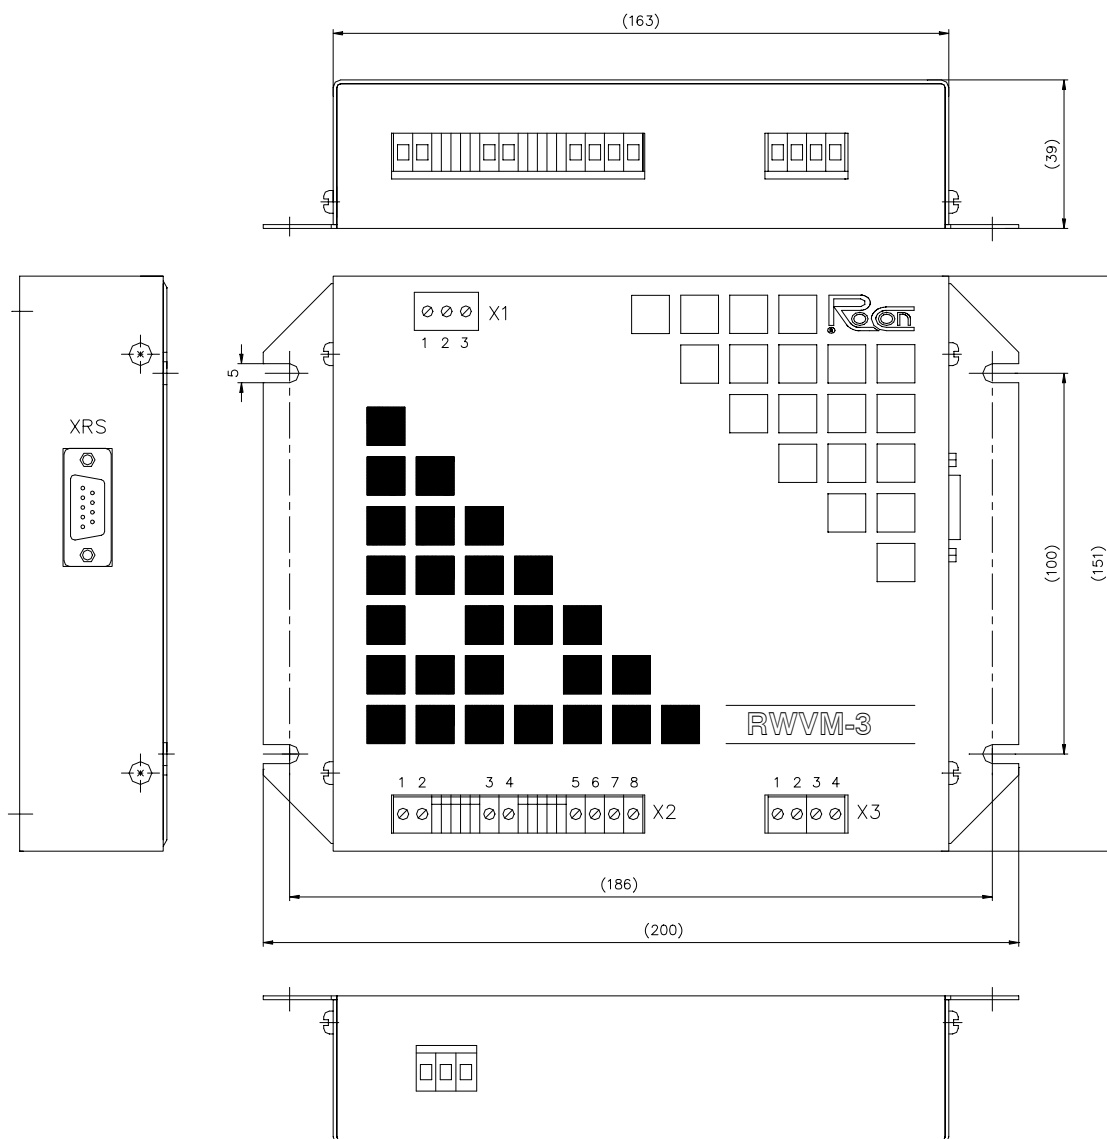 (163)
(39)
X1
1 2 3
RoCon
®
5
XRS
(100)
(151)
RWVM-3
1 2 3 4 5 6 7 8
X2
1 2 3 4
X3
(186)
(200)